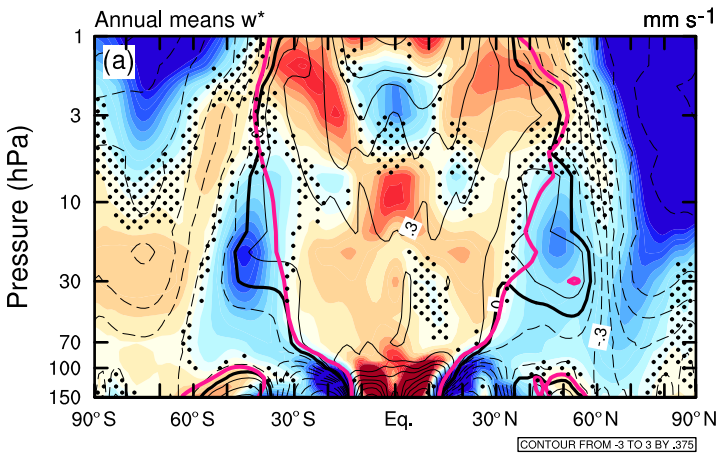 Annual means w* mm s-1
(a)
Pressure (hPa)
1
3
10
30
70
100
150
0
.3
0
-.3
90°S 60°S 30°S Eq. 30°N 60°N 90°N
CONTOUR FROM -3 TO 3 BY .375